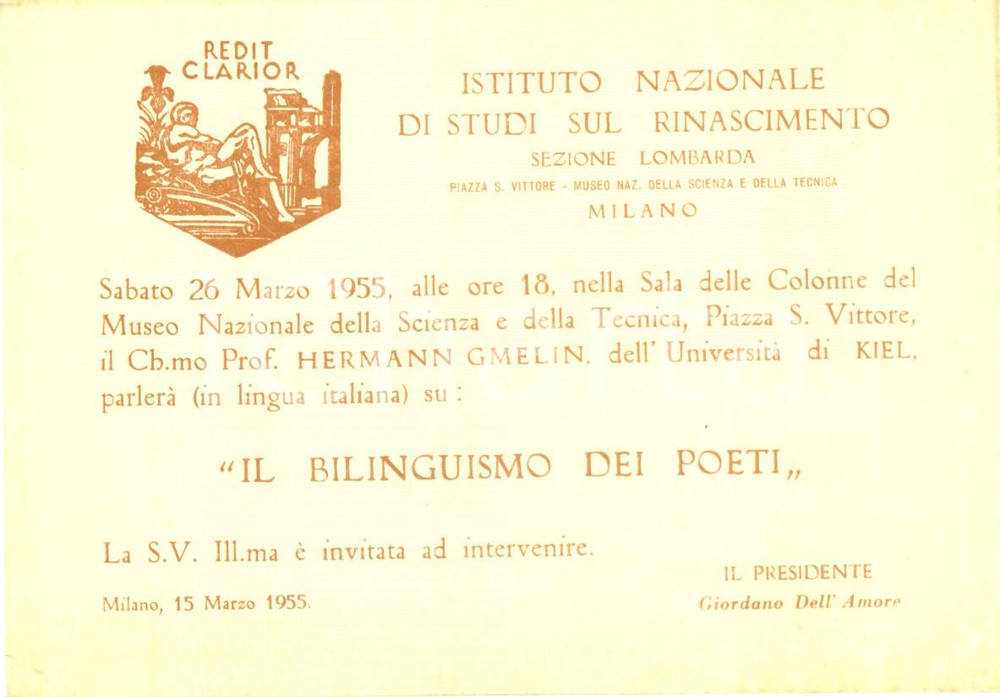 REDIT
CLARIOR
ISTITUTO NAZIONALE
DI STUDI SUL RINASCIMENTO
SEZIONE LOMBARDA
PIAZZA S. VITTORE - MUSEO NAZ. DELLA SCIENZA E DELLA TECNICA
MILANO
Sabato 26 Marzo 1955, alle ore 18, nella Sala delle Colonne del
Museo Nazionale della Scienza e della Tecnica, Piazza S. Vittore,
il Ch.mo Prof. HERMANN GMELIN, dell'Università di KIEL,
parlerà (in lingua italiana) su :
“IL BILINGUISMO DEI POETI„
La S.V. Ill.ma è invitata ad intervenire.
IL PRESIDENTE
Milano, 15 Marzo 1955.
Giordano Dell'Amore